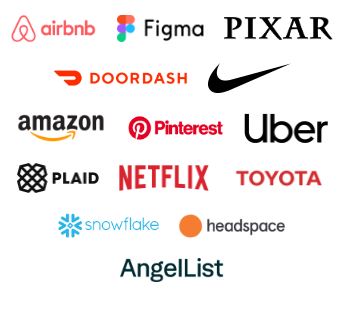 airbnb Figma PIXAR
DOORDASH
amazon Pinterest Uber
PLAID NETFLIX TOYOTA
snowflake headspace
AngelList